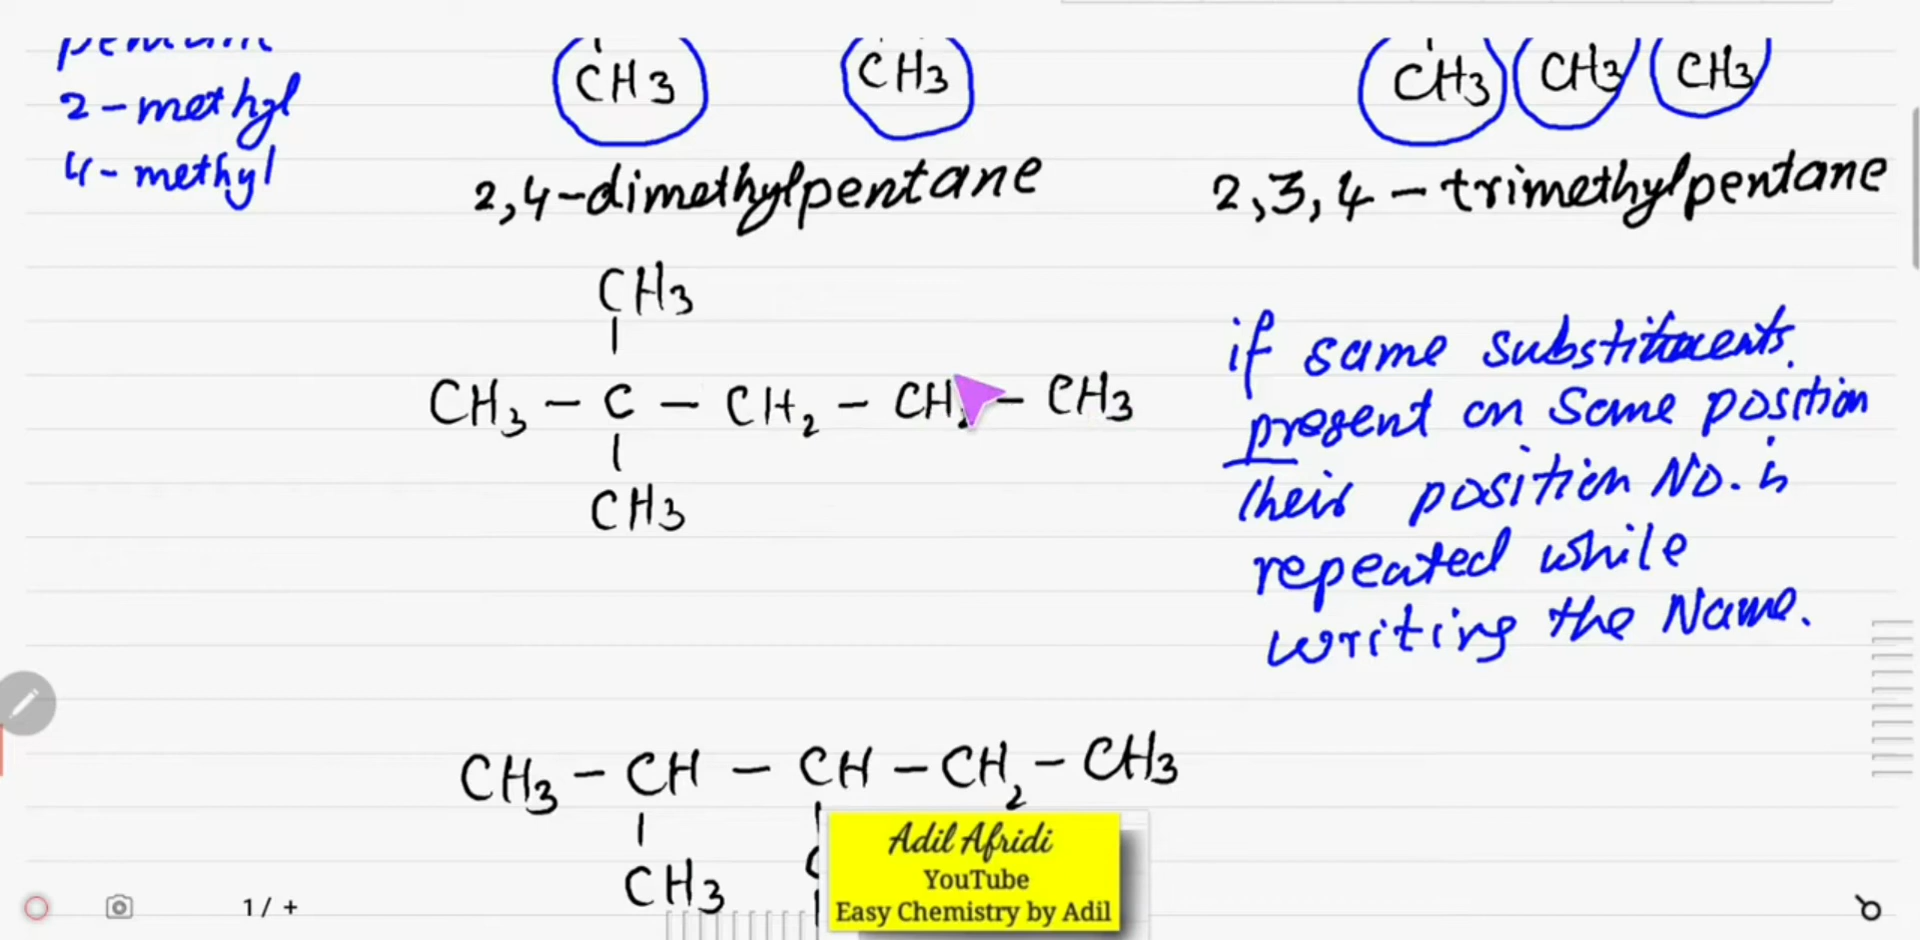 2-methyl
4-methyl
CH3 CH3
2,4-dimethylpentane
CH3 CH3 CH3
2,3,4-trimethylpentane
CH3
|
CH3 - C - CH2 - CH2 - CH3
|
CH3
if same substituents
present on same position
their position NO. is
repeated while
writing the Name.
CH3 - CH - CH - CH2 - CH3
| |
CH3 C
Adil Afridi
YouTube
Easy Chemistry by Adil
1/ +